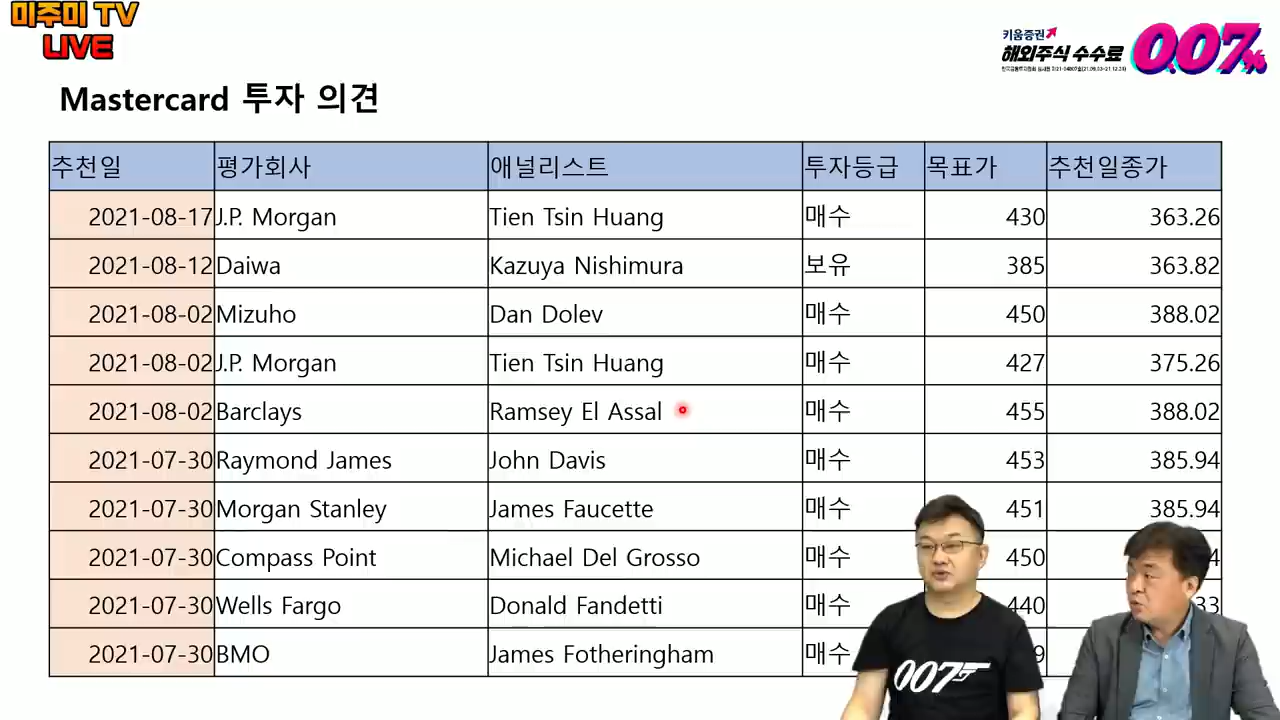 미주미 TV
LIVE
키움증권
해외주식 수수료
0.07%
Mastercard 투자 의견
추천일 평가회사 애널리스트 투자등급 목표가 추천일종가
2021-08-17 J.P. Morgan Tien Tsin Huang 매수 430 363.26
2021-08-12 Daiwa Kazuya Nishimura 보유 385 363.82
2021-08-02 Mizuho Dan Dolev 매수 450 388.02
2021-08-02 J.P. Morgan Tien Tsin Huang 매수 427 375.26
2021-08-02 Barclays Ramsey El Assal 매수 455 388.02
2021-07-30 Raymond James John Davis 매수 453 385.94
2021-07-30 Morgan Stanley James Faucette 매수 451 385.94
2021-07-30 Compass Point Michael Del Grosso 매수 450
2021-07-30 Wells Fargo Donald Fandetti 매수 440
2021-07-30 BMO James Fotheringham 매수
007